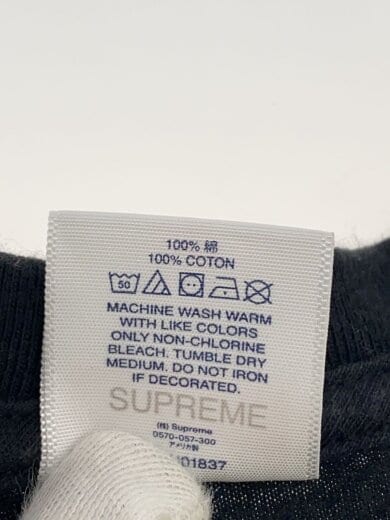 100% 綿
100% COTON
50
MACHINE WASH WARM
WITH LIKE COLORS
ONLY NON-CHLORINE
BLEACH. TUMBLE DRY
MEDIUM. DO NOT IRON
IF DECORATED.
SUPREME
(株) Supreme
0570-057-300
アメリカ製
01837